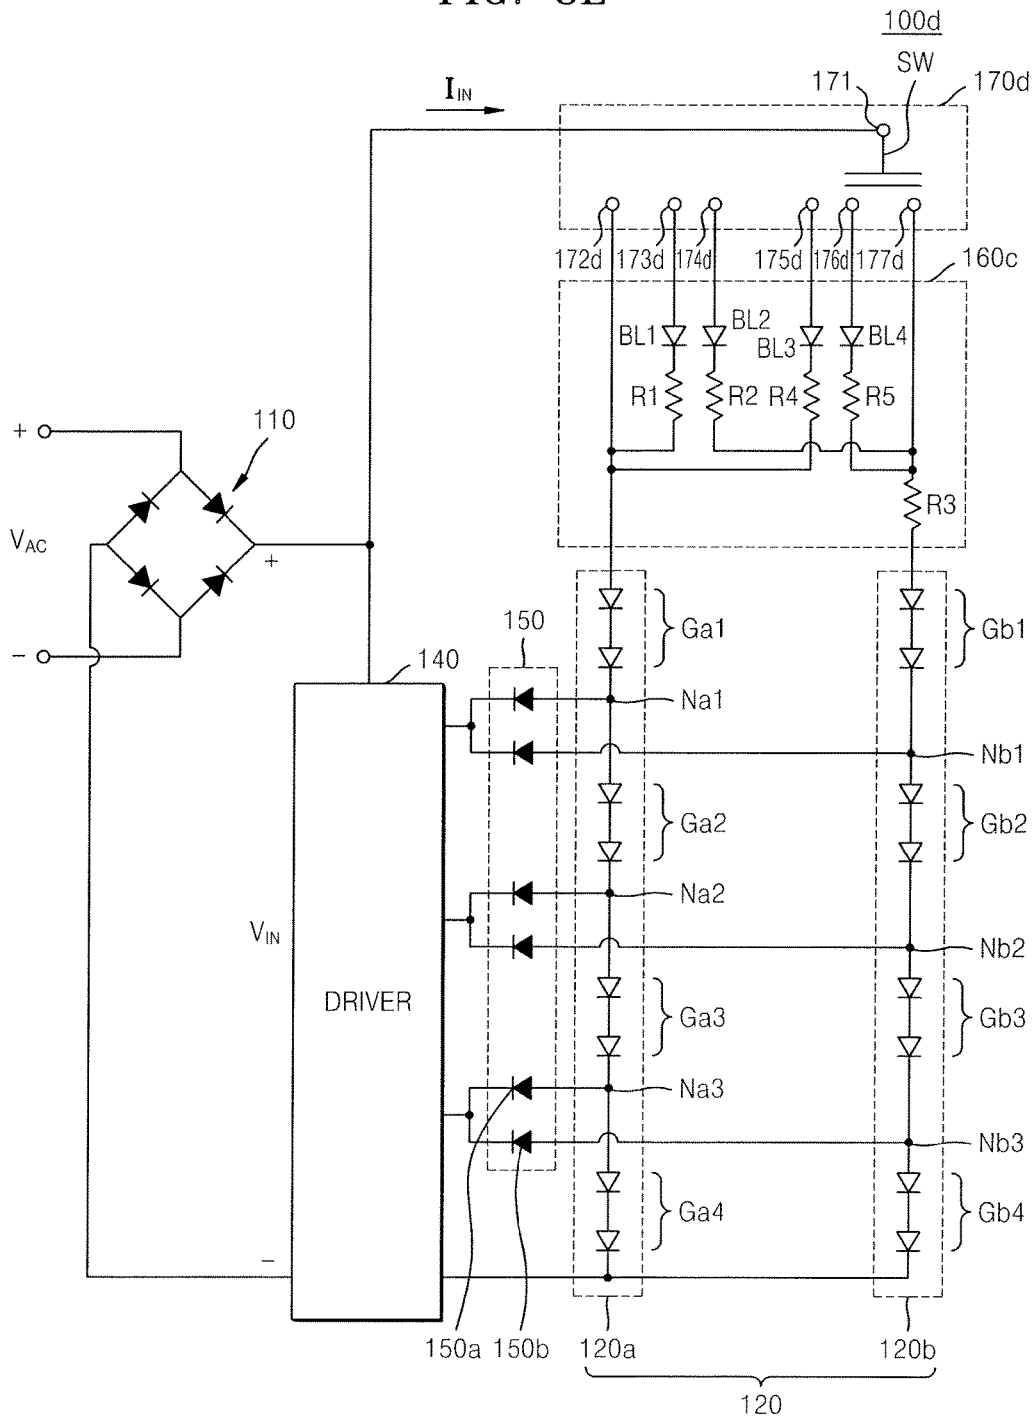 100d
SW
171
170d
I_IN
172d 173d 174d 175d 176d 177d
160c
BL1 BL2 BL3 BL4
R1 R2 R4 R5
R3
+
110
V_AC
+
−
150
140
Ga1
Gb1
Na1
Nb1
Ga2
Gb2
Na2
V_IN
Nb2
DRIVER
Ga3
Gb3
Na3
Nb3
Ga4
Gb4
−
150a 150b 120a 120b
120